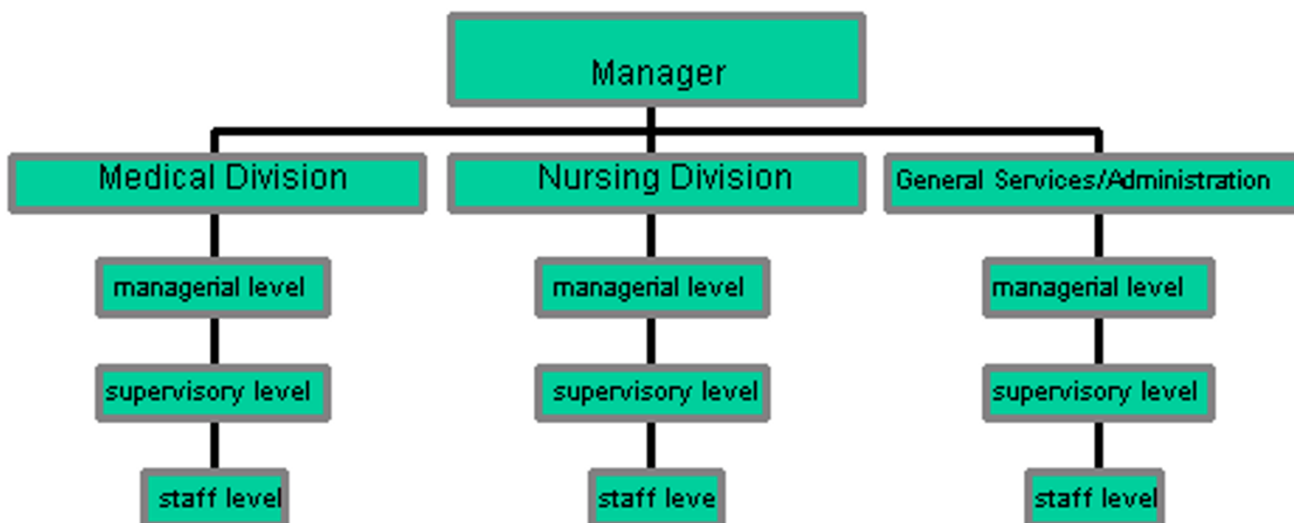 Manager
Medical Division
Nursing Division
General Services/Administration
managerial level
managerial level
managerial level
supervisory level
supervisory level
supervisory level
staff level
staff leve
staff level